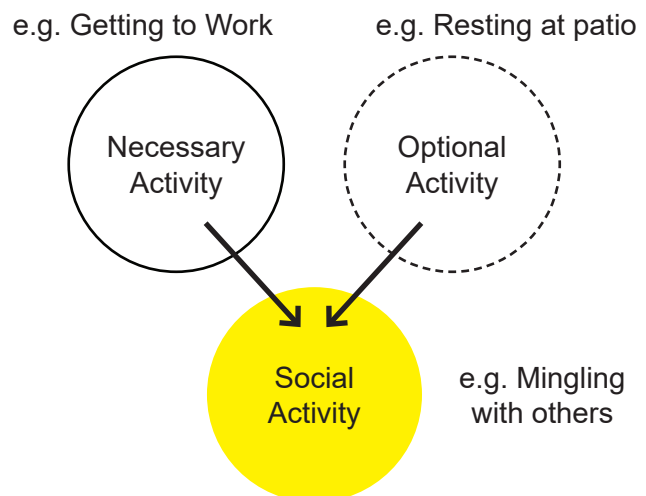 e.g. Getting to Work
e.g. Resting at patio
Necessary
Activity
Optional
Activity
Social
Activity
e.g. Mingling
with others